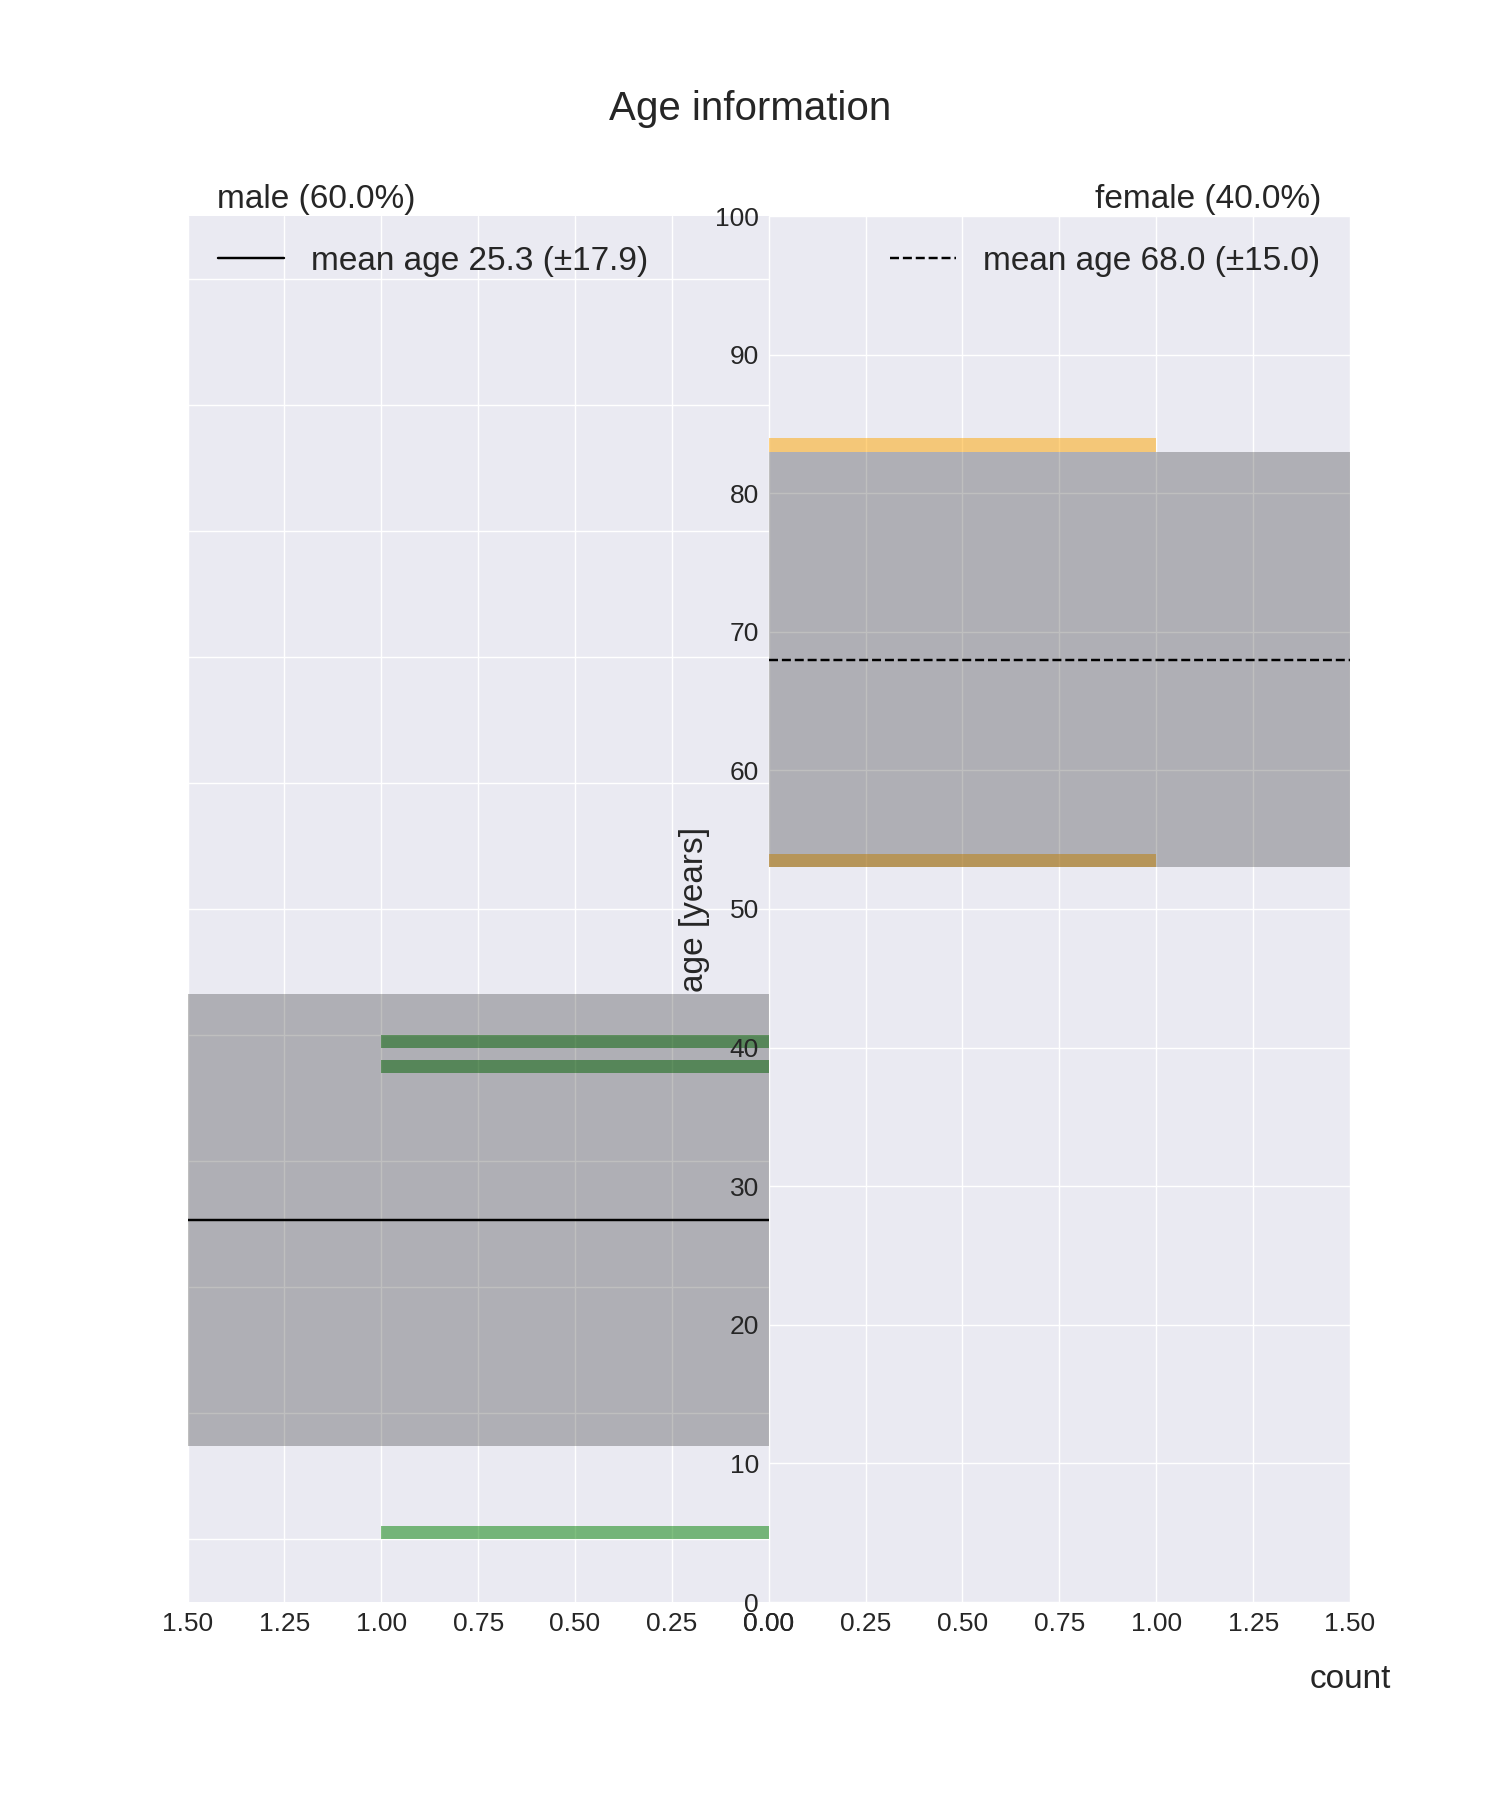 Age information
male (60.0%)
female (40.0%)
mean age 25.3 (±17.9)
mean age 68.0 (±15.0)
100
90
80
70
60
50
40
30
20
10
0
age [years]
1.50 1.25 1.00 0.75 0.50 0.25 0.00
0.00 0.25 0.50 0.75 1.00 1.25 1.50
count